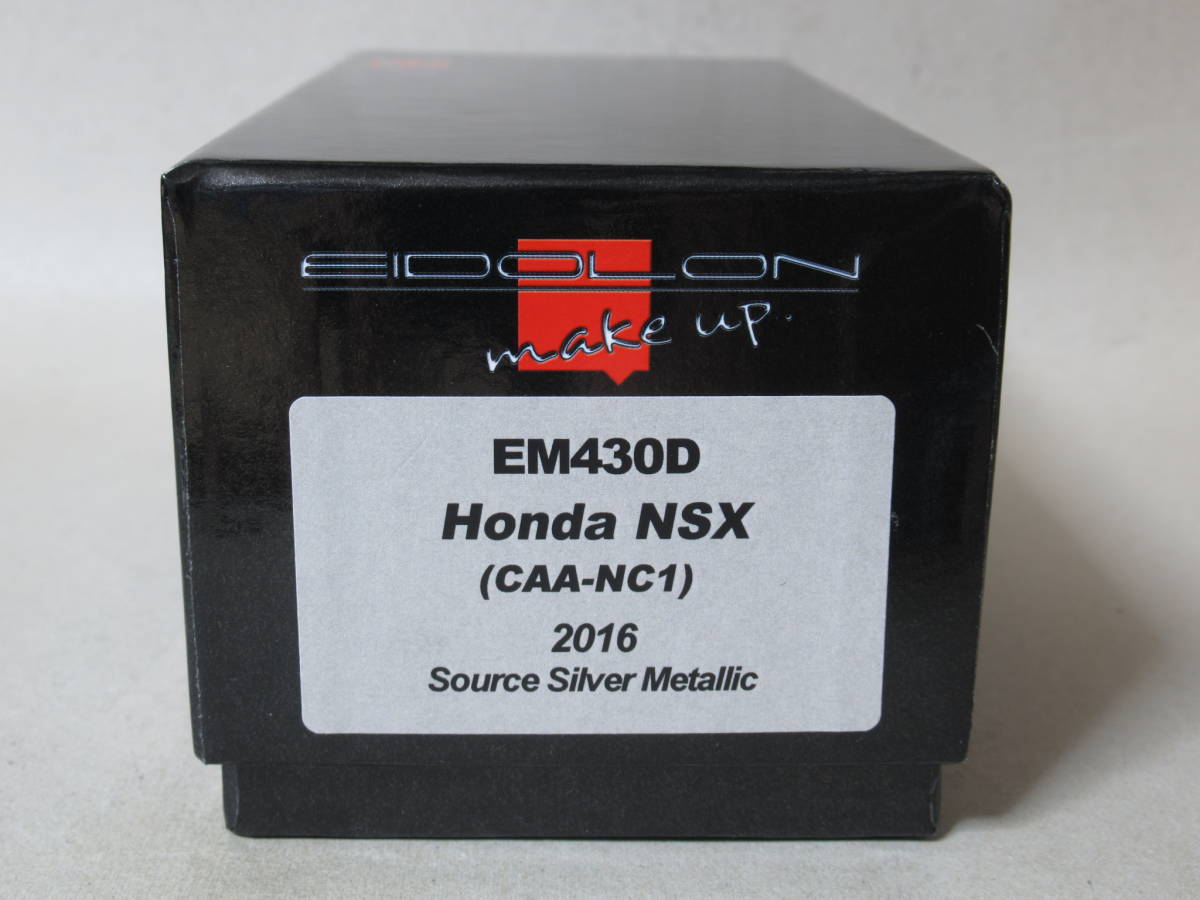 EIDOLON
make up.
EM430D
Honda NSX
(CAA-NC1)
2016
Source Silver Metallic